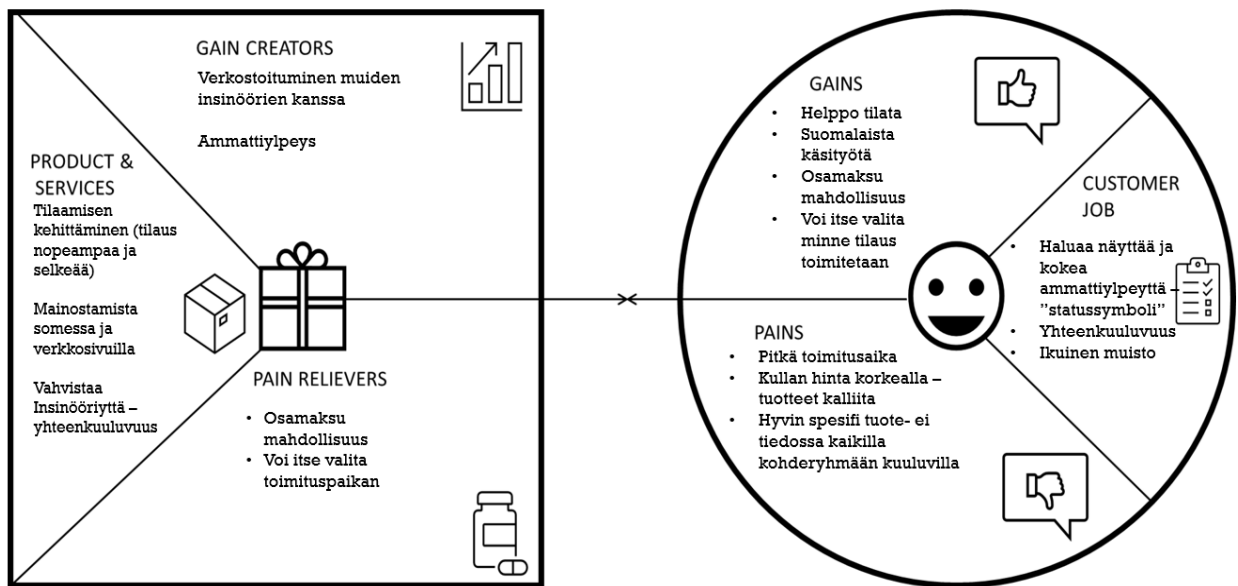 GAIN CREATORS
Verkostoituminen muiden
insinöörien kanssa
Ammattiylpeys
PRODUCT &
SERVICES
Tilaamisen
kehittäminen (tilaus
nopeampaa ja
selkeää)
Mainostamista
somessa ja
verkkosivuilla
Vahvistaa
Insinööriyttä –
yhteenkuuluvuus
PAIN RELIEVERS
• Osamaksu
mahdollisuus
• Voi itse valita
toimituspaikan
GAINS
• Helppo tilata
• Suomalaista
käsityötä
• Osamaksu
mahdollisuus
• Voi itse valita
minne tilaus
toimitetaan
CUSTOMER
JOB
• Haluaa näyttää ja
kokea
ammattiylpeyttä –
”statussymboli”
• Yhteenkuuluvuus
• Ikuinen muisto
PAINS
• Pitkä toimitusaika
• Kullan hinta korkealla –
tuotteet kalliita
• Hyvin spesifi tuote- ei
tiedossa kaikilla
kohderyhmään kuuluvilla